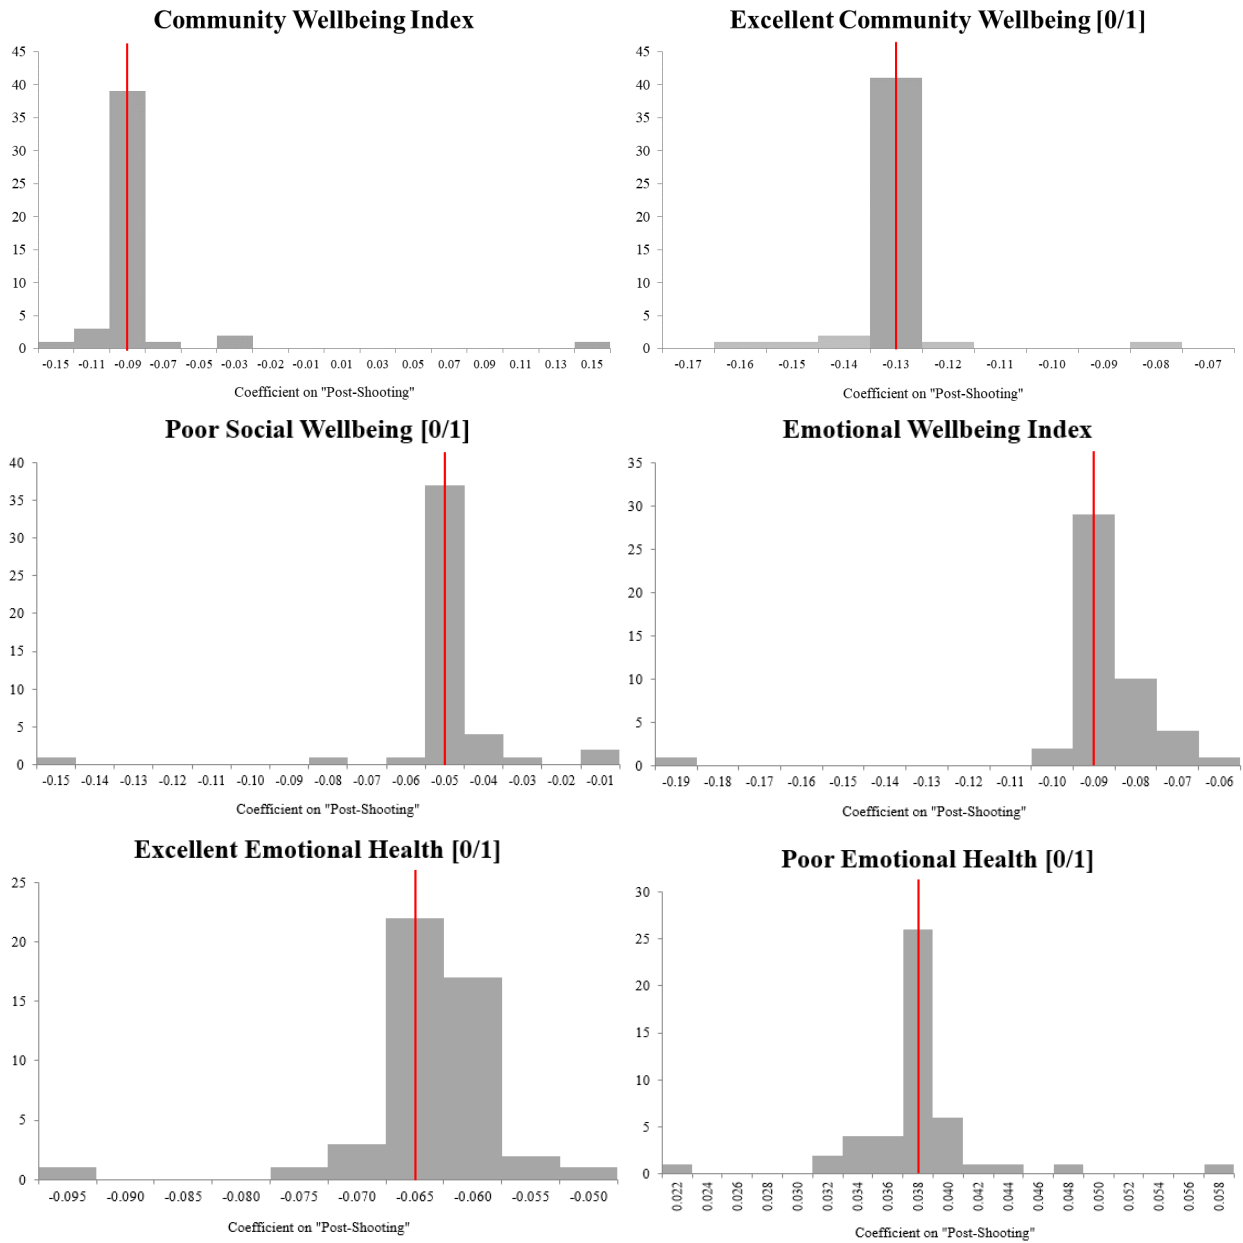 Community Wellbeing Index
45
40
35
30
25
20
15
10
5
0
-0.15 -0.11 -0.09 -0.07 -0.05 -0.03 -0.02 -0.01 0.01 0.03 0.05 0.07 0.09 0.11 0.13 0.15
Coefficient on "Post-Shooting"
Excellent Community Wellbeing [0/1]
45
40
35
30
25
20
15
10
5
0
-0.17 -0.16 -0.15 -0.14 -0.13 -0.12 -0.11 -0.10 -0.09 -0.08 -0.07
Coefficient on "Post-Shooting"
Poor Social Wellbeing [0/1]
40
35
30
25
20
15
10
5
0
-0.15 -0.14 -0.13 -0.12 -0.11 -0.10 -0.09 -0.08 -0.07 -0.06 -0.05 -0.04 -0.03 -0.02 -0.01
Coefficient on "Post-Shooting"
Emotional Wellbeing Index
35
30
25
20
15
10
5
0
-0.19 -0.18 -0.17 -0.16 -0.15 -0.14 -0.13 -0.12 -0.11 -0.10 -0.09 -0.08 -0.07 -0.06
Coefficient on "Post-Shooting"
Excellent Emotional Health [0/1]
25
20
15
10
5
0
-0.095 -0.090 -0.085 -0.080 -0.075 -0.070 -0.065 -0.060 -0.055 -0.050
Coefficient on "Post-Shooting"
Poor Emotional Health [0/1]
30
25
20
15
10
5
0
0.022 0.024 0.026 0.028 0.030 0.032 0.034 0.036 0.038 0.040 0.042 0.044 0.046 0.048 0.050 0.052 0.054 0.056 0.058
Coefficient on "Post-Shooting"